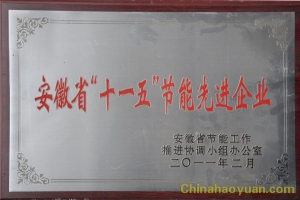 安徽省“十一五”节能先进企业
安徽省节能工作
推进协调小组办公室
二〇一一年二月
Chinahaoyuan.com